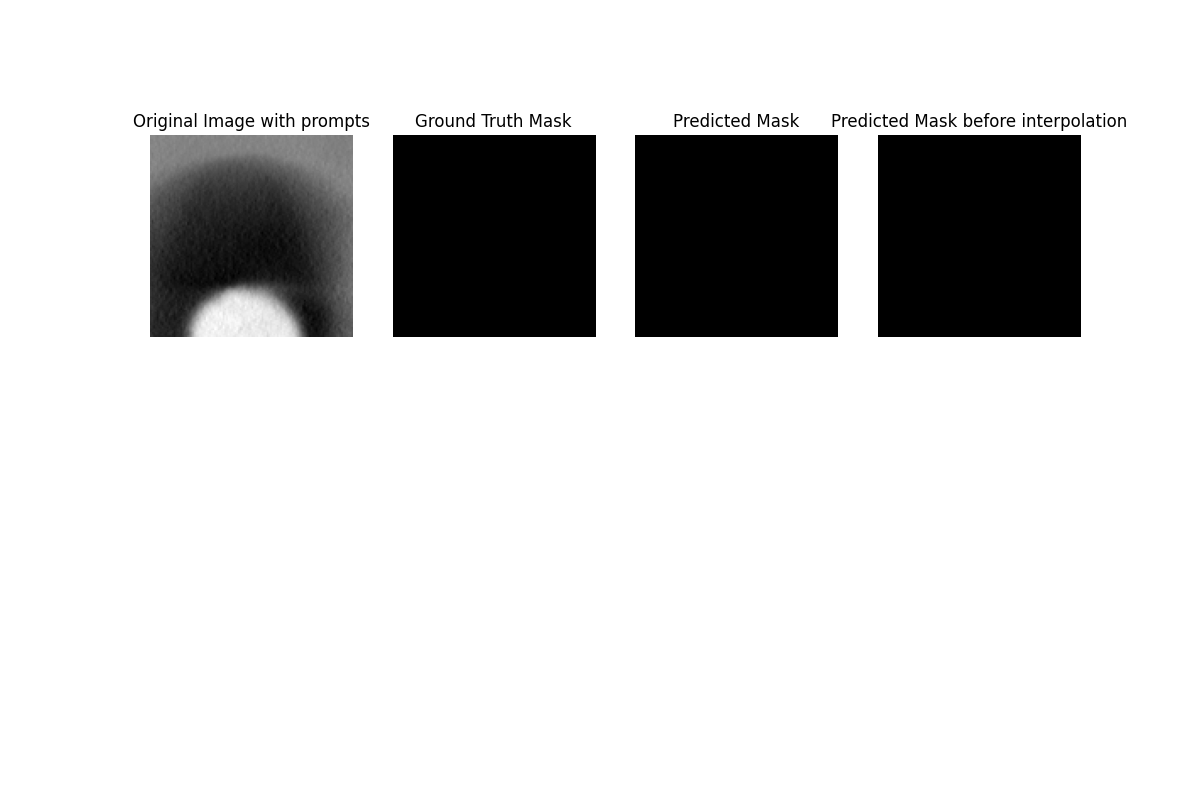 Original Image with prompts
Ground Truth Mask
Predicted Mask
Predicted Mask before interpolation